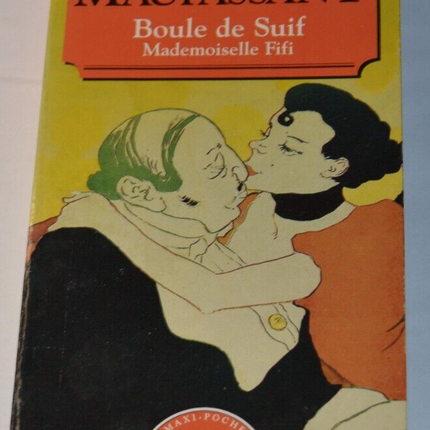 MAUPASSANT
Boule de Suif
Mademoiselle Fifi
MAXI-POCHE